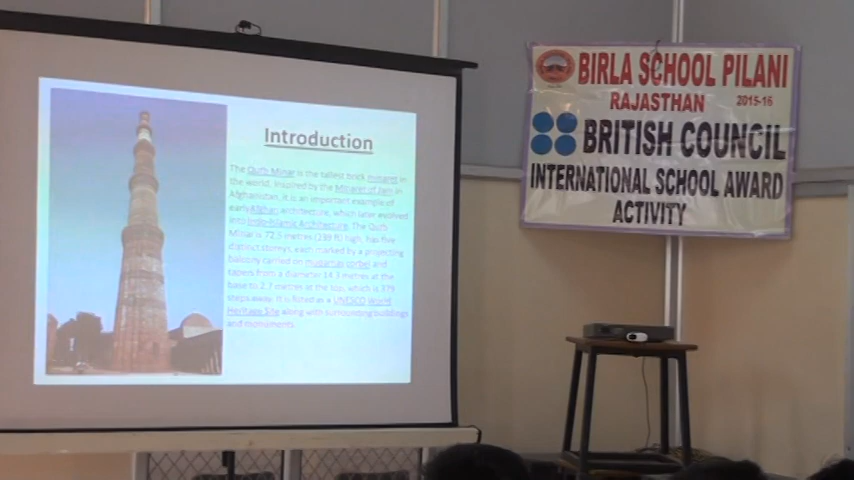 Introduction
The Qutb Minar is the tallest brick minaret in
the world. Inspired by the Minaret of Jam in
Afghanistan, it is an important example of
early Afghan architecture, which later evolved
into Indo-Islamic Architecture. The Qutb
Minar is 72.5 metres (239 ft) high, has five
distinct storeys, each marked by a projecting
balcony carried on muqarnas corbel and
tapers from a diameter 14.3 metres at the
base to 2.7 metres at the top, which is 379
steps away. It is listed as a UNESCO World
Heritage Site along with surrounding buildings
and monuments.
BIRLA SCHOOL PILANI
RAJASTHAN 2015-16
BRITISH COUNCIL
INTERNATIONAL SCHOOL AWARD
ACTIVITY